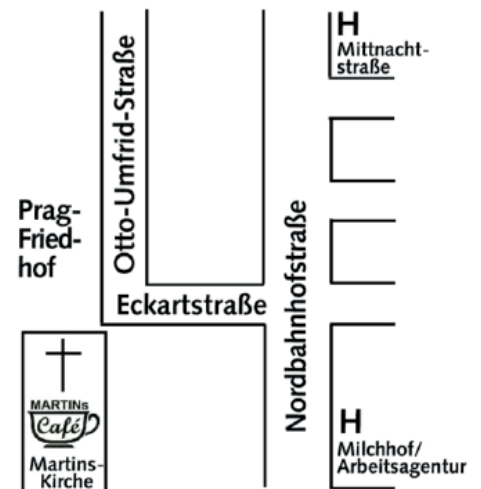 H
Mittnacht-
straße
Otto-Umfrid-Straße
Prag-
Fried-
hof
Eckartstraße
Nordbahnhofstraße
MARTINs
Café
Martins-
Kirche
H
Milchhof/
Arbeitsagentur